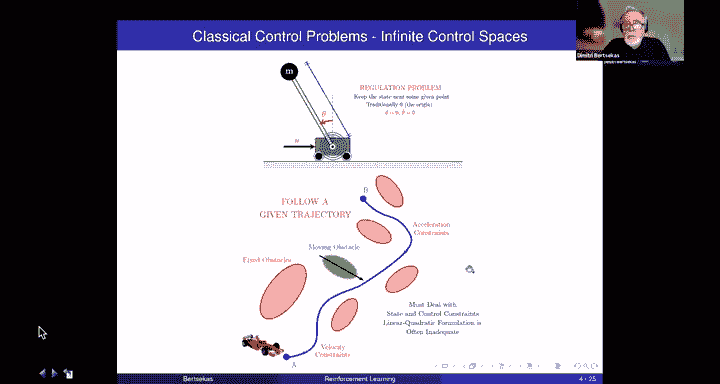 Classical Control Problems - Infinite Control Spaces
Dimitri Bertsekas
Dimitri Bertsekas
m
REGULATION PROBLEM
Keep the state near some given point
Traditionally 0 (the origin)
θ
u
FOLLOW A
GIVEN TRAJECTORY
B
Acceleration
Constraints
Moving Obstacle
Fixed Obstacles
Must Deal with
State and Control Constraints
Linear-Quadratic Formulation is
Often Inadequate
Velocity
Constraints
A
Bertsekas
Reinforcement Learning
4 / 25